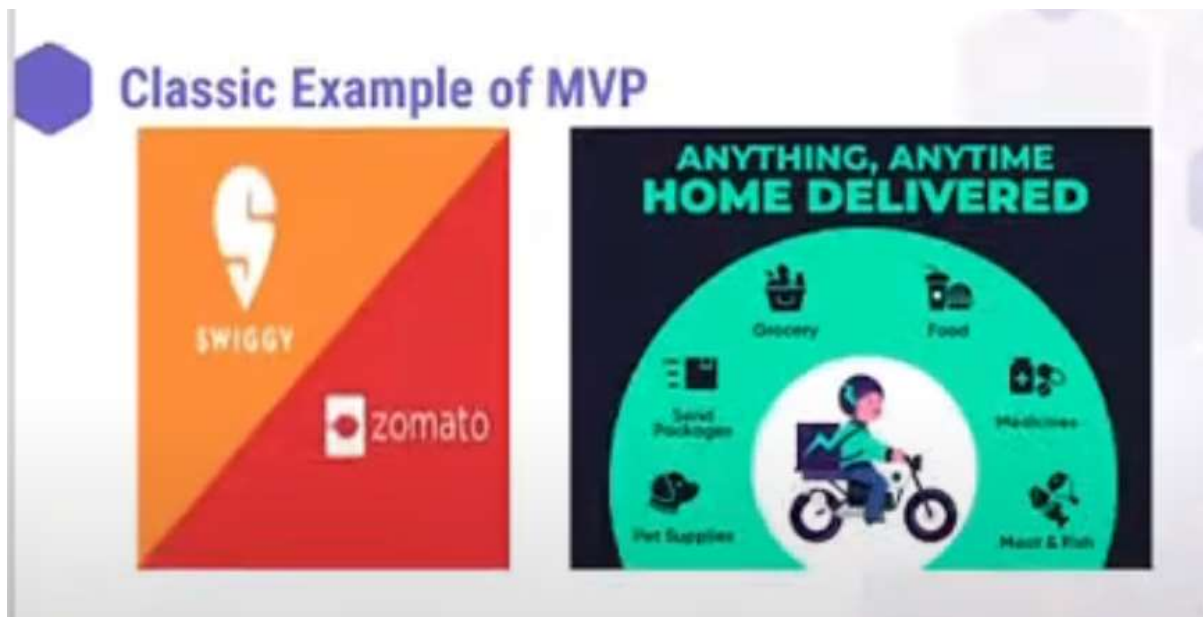 Classic Example of MVP
SWIGGY
zomato
ANYTHING, ANYTIME
HOME DELIVERED
Grocery
Food
Send
Packages
Medicines
Pet Supplies
Meat & Fish